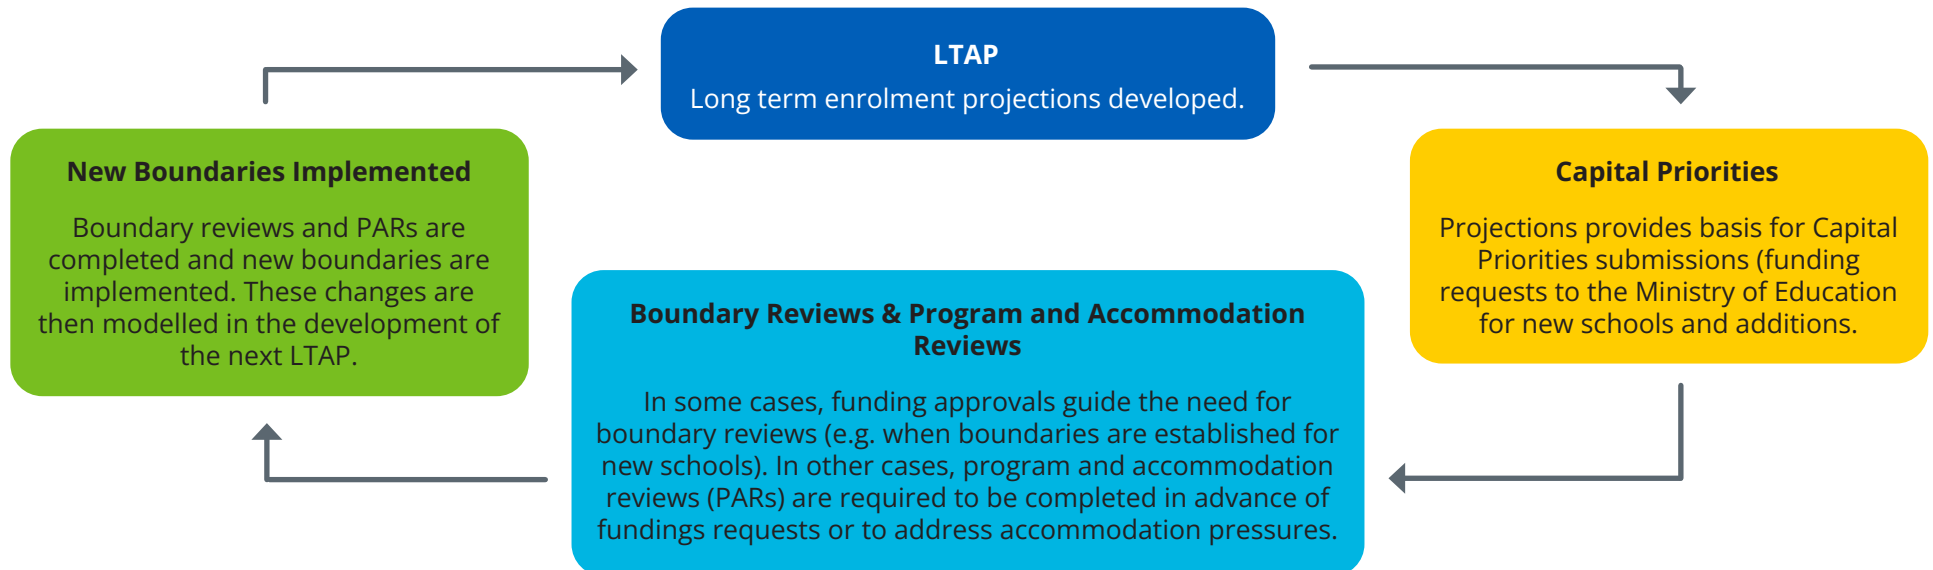 LTAP
Long term enrolment projections developed.
New Boundaries Implemented
Boundary reviews and PARs are
completed and new boundaries are
implemented. These changes are
then modelled in the development of
the next LTAP.
Capital Priorities
Projections provides basis for Capital
Priorities submissions (funding
requests to the Ministry of Education
for new schools and additions.
Boundary Reviews & Program and Accommodation
Reviews
In some cases, funding approvals guide the need for
boundary reviews (e.g. when boundaries are established for
new schools). In other cases, program and accommodation
reviews (PARs) are required to be completed in advance of
fundings requests or to address accommodation pressures.